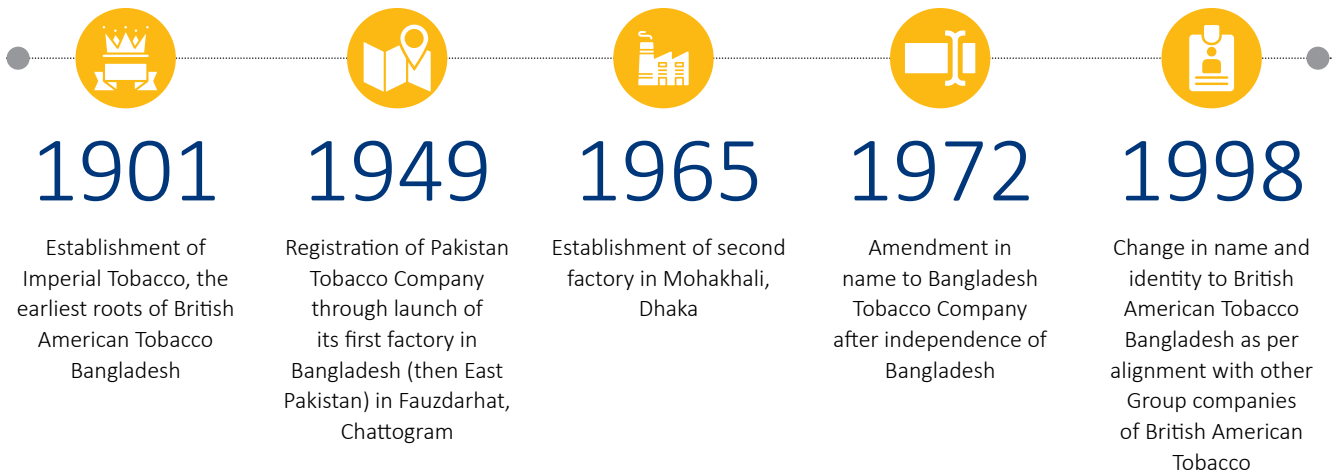 1901
Establishment of
Imperial Tobacco, the
earliest roots of British
American Tobacco
Bangladesh
1949
Registration of Pakistan
Tobacco Company
through launch of
its first factory in
Bangladesh (then East
Pakistan) in Fauzdarhat,
Chattogram
1965
Establishment of second
factory in Mohakhali,
Dhaka
1972
Amendment in
name to Bangladesh
Tobacco Company
after independence of
Bangladesh
1998
Change in name and
identity to British
American Tobacco
Bangladesh as per
alignment with other
Group companies
of British American
Tobacco